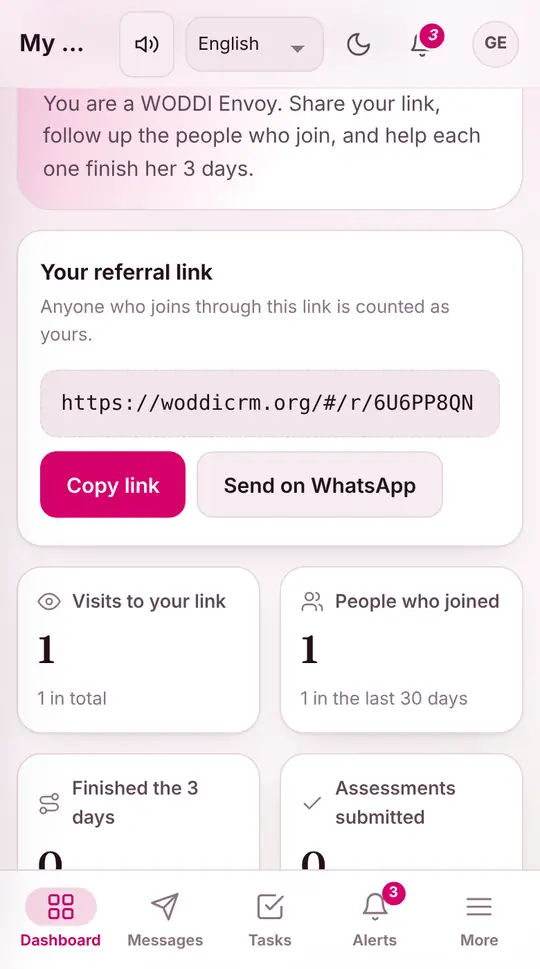 My ...
English
3
GE
You are a WODDI Envoy. Share your link,
follow up the people who join, and help each
one finish her 3 days.
Your referral link
Anyone who joins through this link is counted as
yours.
https://woddicrm.org/#/r/6U6PP8QN
Copy link
Send on WhatsApp
Visits to your link
1
1 in total
People who joined
1
1 in the last 30 days
Finished the 3
days
0
Assessments
submitted
0
Dashboard
Messages
Tasks
3
Alerts
More